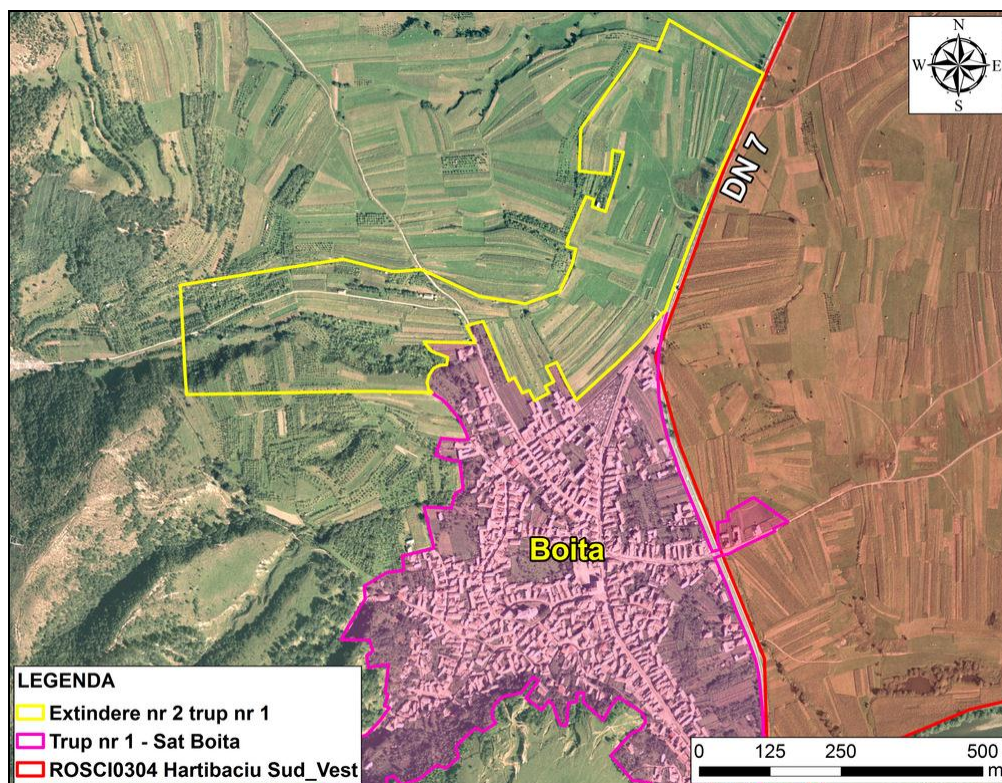 N
W E
S
DN 7
Boita
LEGENDA
Extindere nr 2 trup nr 1
Trup nr 1 - Sat Boita
ROSCI0304 Hartibaciu Sud_Vest
0 125 250 500
m